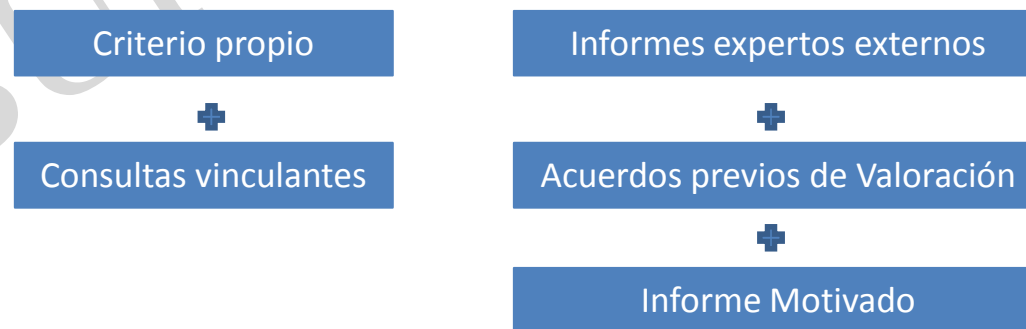 Criterio propio
Consultas vinculantes
Informes expertos externos
Acuerdos previos de Valoración
Informe Motivado